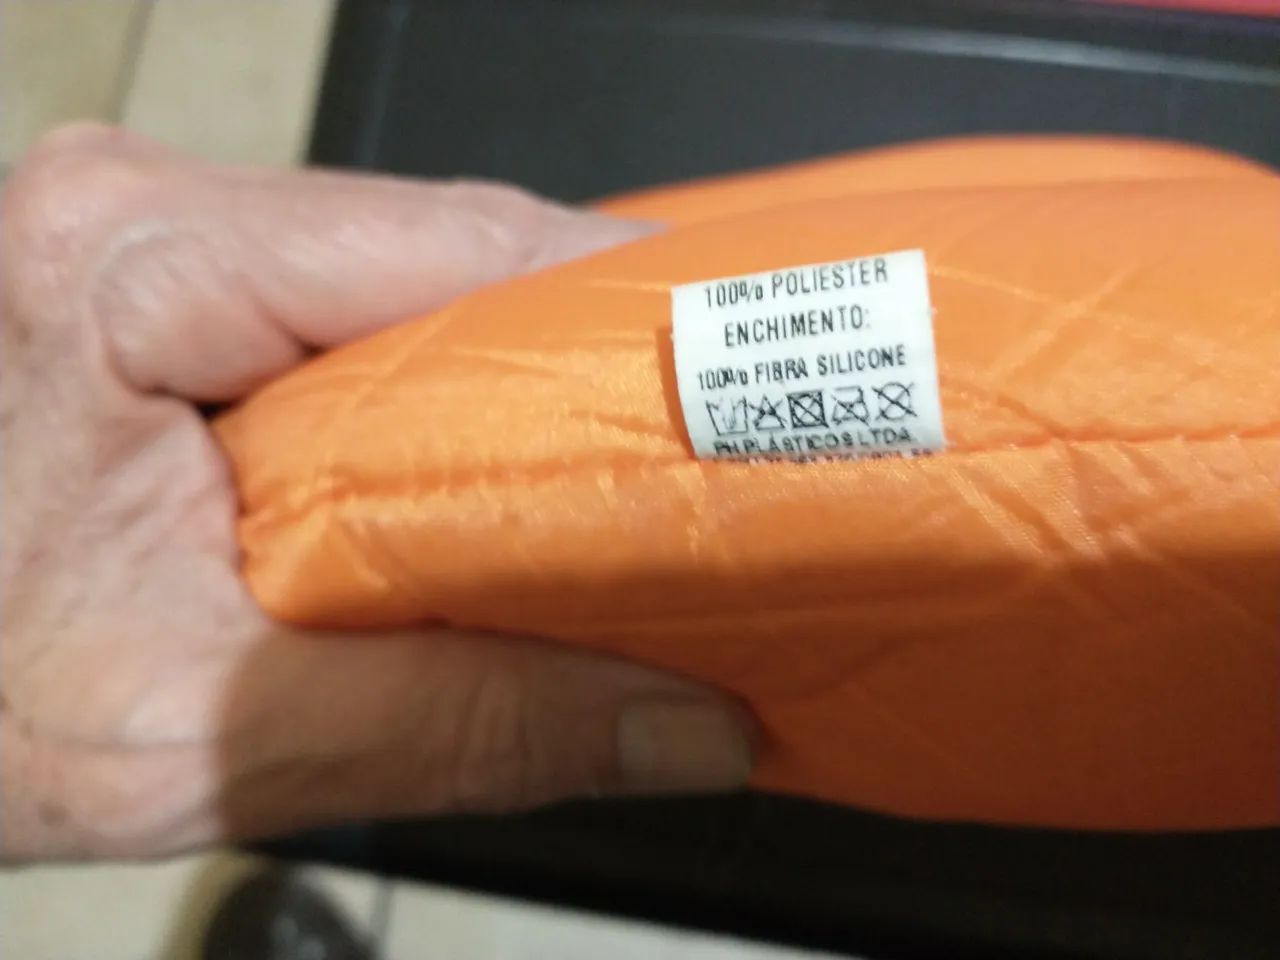 100% POLIESTER
ENCHIMENTO:
100% FIBRA SILICONE
PLÁSTICOS LTDA